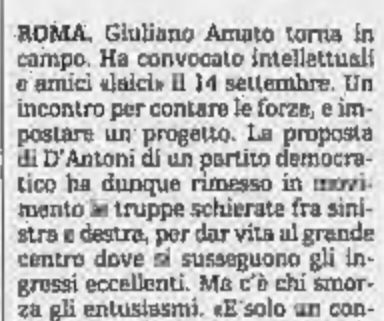 ROMA. Giuliano Amato torna in
campo. Ha convocato intellettuali
e amici «laici» il 14 settembre. Un
incontro per contare le forze, e im-
postare un progetto. La proposta
di D'Antoni di un partito democra-
tico ha dunque rimesso in movi-
mento le truppe schierate fra sini-
stra e destra, per dar vita al grande
centro dove si susseguono gli in-
gressi eccellenti. Ma c'è chi smor-
za gli entusiasmi. «E' solo un con-